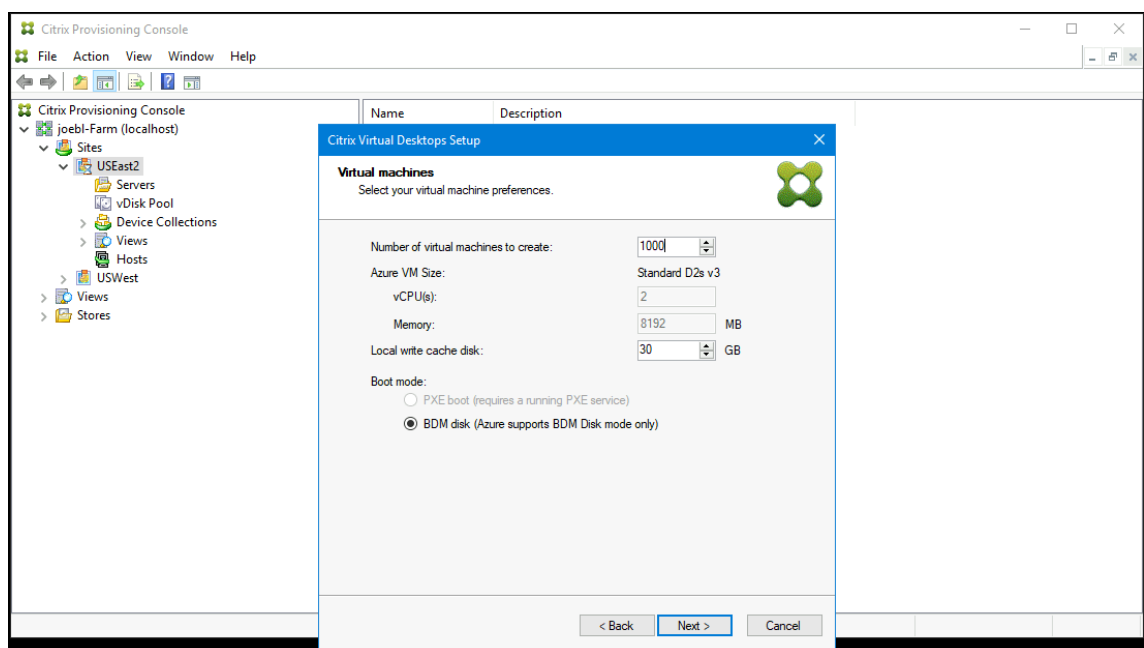 Citrix Provisioning Console
File Action View Window Help
Citrix Provisioning Console
joebl-Farm (localhost)
Sites
USEast2
Servers
vDisk Pool
Device Collections
Views
Hosts
USWest
Views
Stores
Name Description
Citrix Virtual Desktops Setup
Virtual machines
Select your virtual machine preferences.
Number of virtual machines to create: 1000
Azure VM Size: Standard D2s v3
vCPU(s): 2
Memory: 8192 MB
Local write cache disk: 30 GB
Boot mode:
PXE boot (requires a running PXE service)
BDM disk (Azure supports BDM Disk mode only)
< Back Next > Cancel